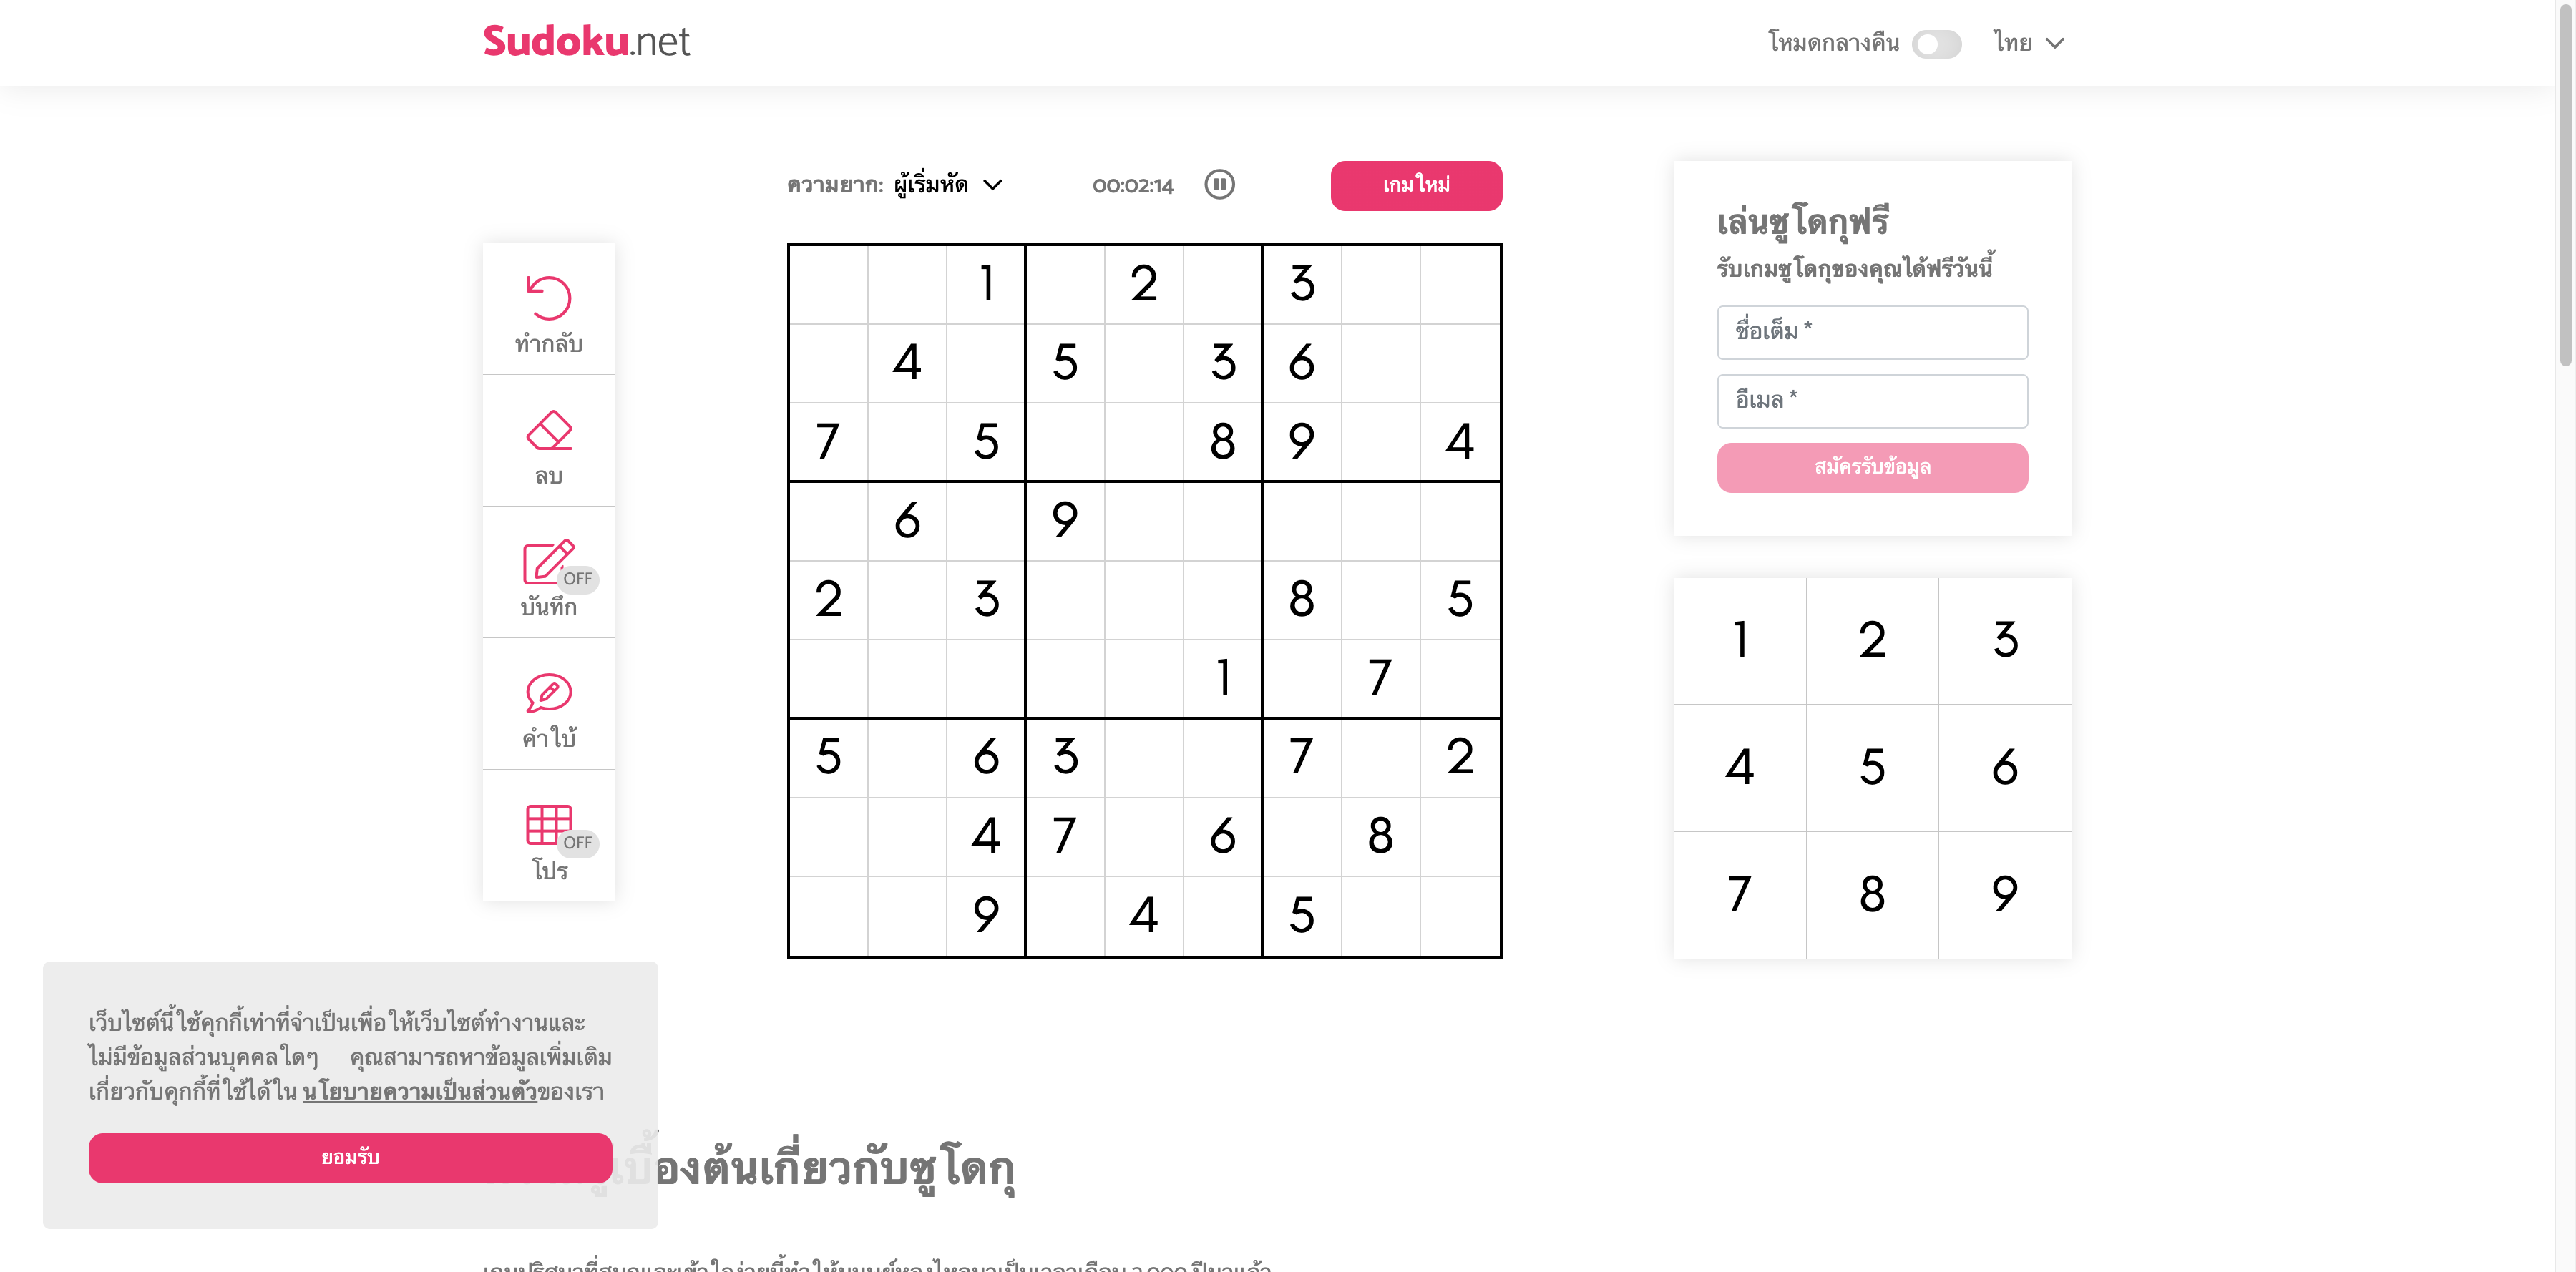 Sudoku.net
โหมดกลางคืน ไทย
ความยาก: ผู้เริ่มหัด 00:02:14 เกมใหม่
ทำกลับ
ลบ
OFF
บันทึก
คำใบ้
OFF
โปร
1 2 3
4 5 3 6
7 5 8 9 4
6 9
2 3 8 5
1 7
5 6 3 7 2
4 7 6 8
9 4 5
เล่นซูโดกุฟรี
รับเกมซูโดกุของคุณได้ฟรีวันนี้
ชื่อเต็ม *
อีเมล *
สมัครรับข้อมูล
1 2 3
4 5 6
7 8 9
เว็บไซต์นี้ใช้คุกกี้เท่าที่จำเป็นเพื่อให้เว็บไซต์ทำงานและ
ไม่มีข้อมูลส่วนบุคคลใดๆ คุณสามารถหาข้อมูลเพิ่มเติม
เกี่ยวกับคุกกี้ที่ใช้ได้ใน นโยบายความเป็นส่วนตัวของเรา
ยอมรับ
เบื้องต้นเกี่ยวกับซูโดกุ